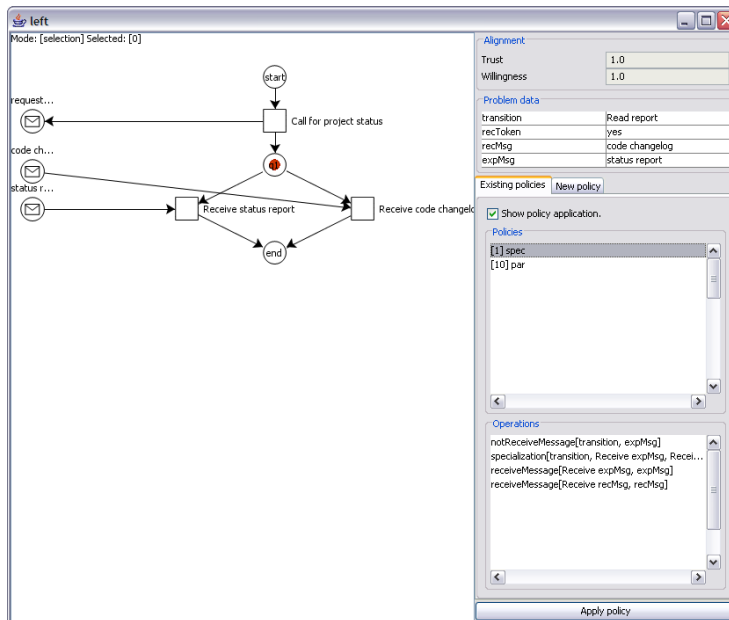 left
Mode: [selection] Selected: [0]
start
request...
Call for project status
code ch...
status r...
Receive status report
Receive code changelo
end
Alignment
Trust 1.0
Willingness 1.0
Problem data
transition Read report
recToken yes
recMsg code changelog
expMsg status report
Existing policies New policy
Show policy application.
Policies
[1] spec
[10] par
Operations
notReceiveMessage[transition, expMsg]
specialization[transition, Receive expMsg, Recei...
receiveMessage[Receive expMsg, expMsg]
receiveMessage[Receive recMsg, recMsg]
Apply policy